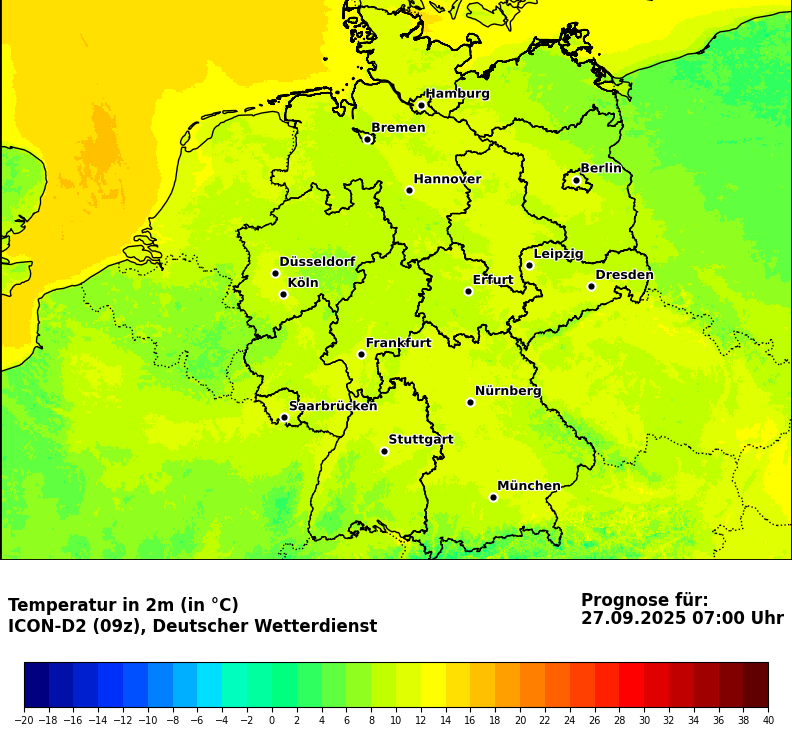 Hamburg
Bremen
Berlin
Hannover
Leipzig
Düsseldorf
Dresden
Köln
Erfurt
Frankfurt
Nürnberg
Saarbrücken
Stuttgart
München
Temperatur in 2m (in °C)
ICON-D2 (09z), Deutscher Wetterdienst
Prognose für:
27.09.2025 07:00 Uhr
−20 −18 −16 −14 −12 −10 −8 −6 −4 −2 0 2 4 6 8 10 12 14 16 18 20 22 24 26 28 30 32 34 36 38 40